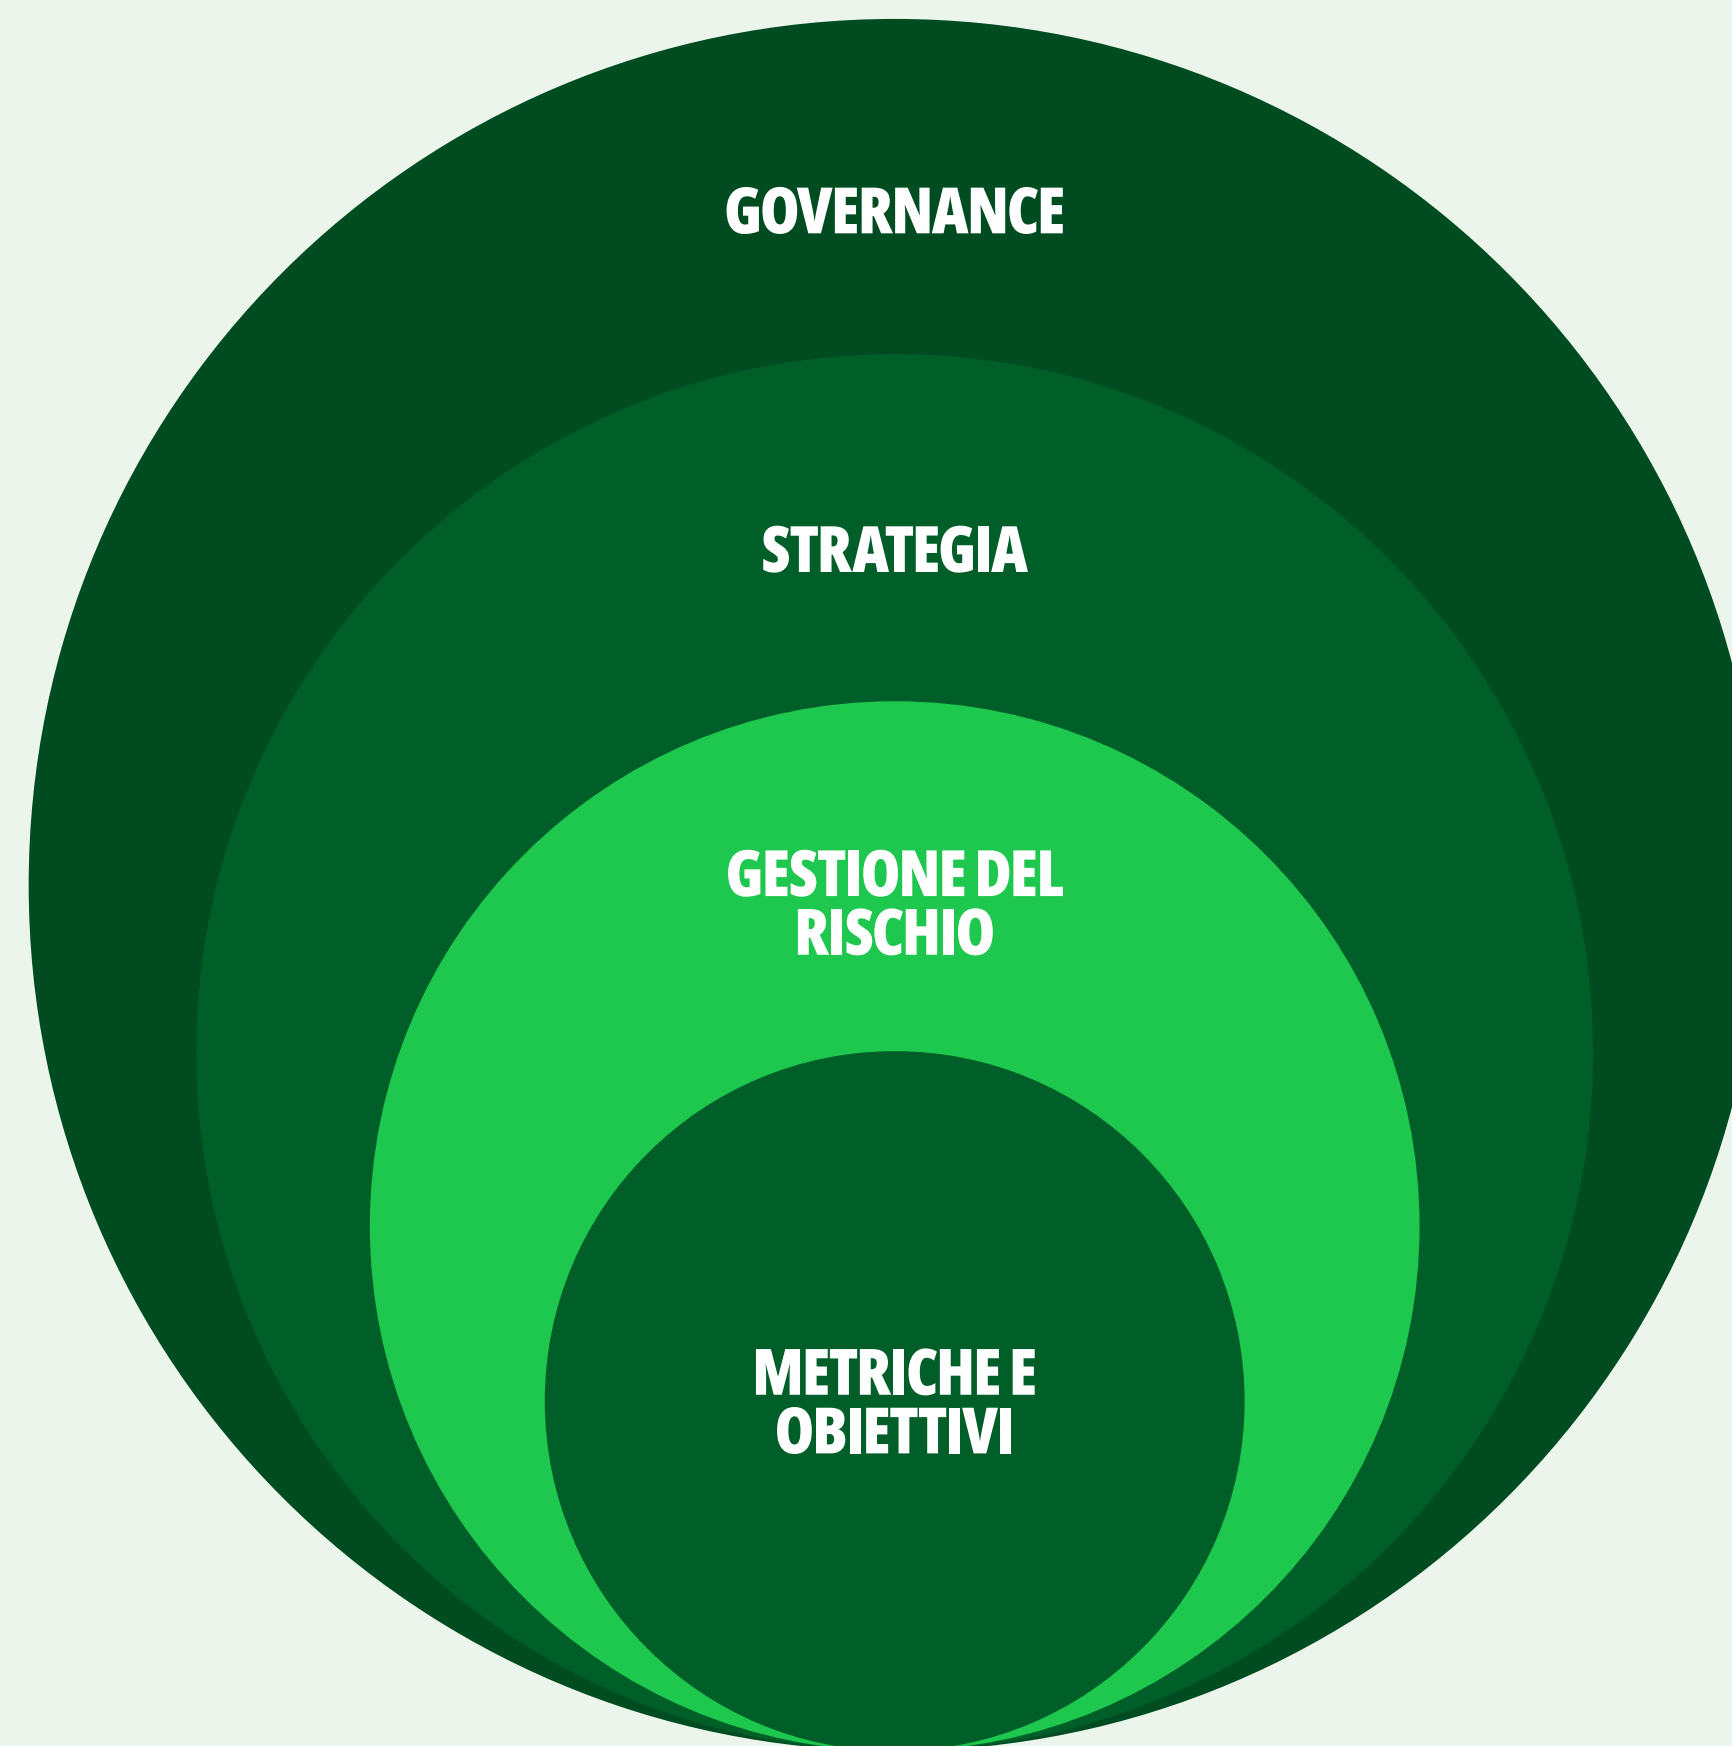 GOVERNANCE
STRATEGIA
GESTIONE DEL
RISCHIO
METRICHE E
OBIETTIVI